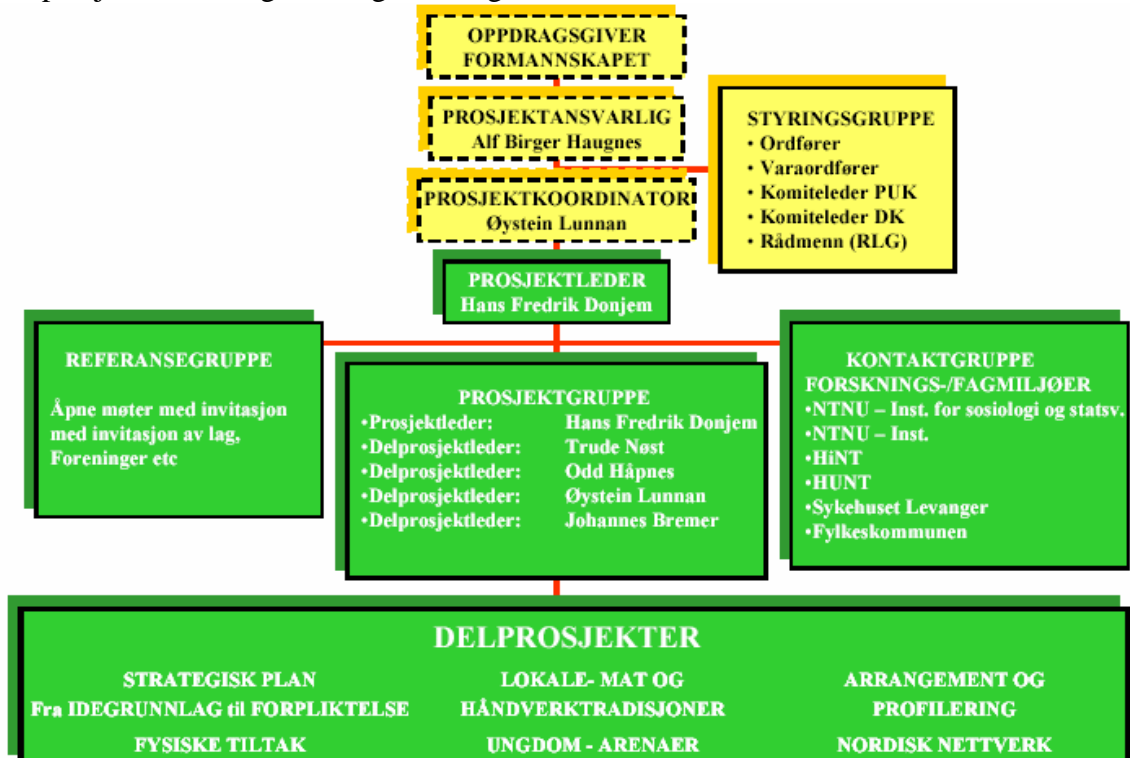 OPPDRAGSGIVER
FORMANNSKAPET
PROSJEKTANSVARLIG
Alf Birger Haugnes
PROSJEKTKOORDINATOR
Øystein Lunnan
STYRINGSGRUPPE
• Ordfører
• Varaordfører
• Komiteleder PUK
• Komiteleder DK
• Rådmenn (RLG)
PROSJEKTLEDER
Hans Fredrik Donjem
REFERANSEGRUPPE
Åpne møter med invitasjon
med invitasjon av lag,
Foreninger etc
PROSJEKTGRUPPE
•Prosjektleder: Hans Fredrik Donjem
•Delprosjektleder: Trude Nøst
•Delprosjektleder: Odd Håpnes
•Delprosjektleder: Øystein Lunnan
•Delprosjektleder: Johannes Bremer
KONTAKTGRUPPE
FORSKNINGS-/FAGMILJØER
•NTNU – Inst. for sosiologi og statsv.
•NTNU – Inst.
•HiNT
•HUNT
•Sykehuset Levanger
•Fylkeskommunen
DELPROSJEKTER
STRATEGISK PLAN
Fra IDEGRUNNLAG til FORPLIKTELSE
LOKALE- MAT OG
HÅNDVERKTRADISJONER
ARRANGEMENT OG
PROFILERING
FYSISKE TILTAK
UNGDOM - ARENAER
NORDISK NETTVERK